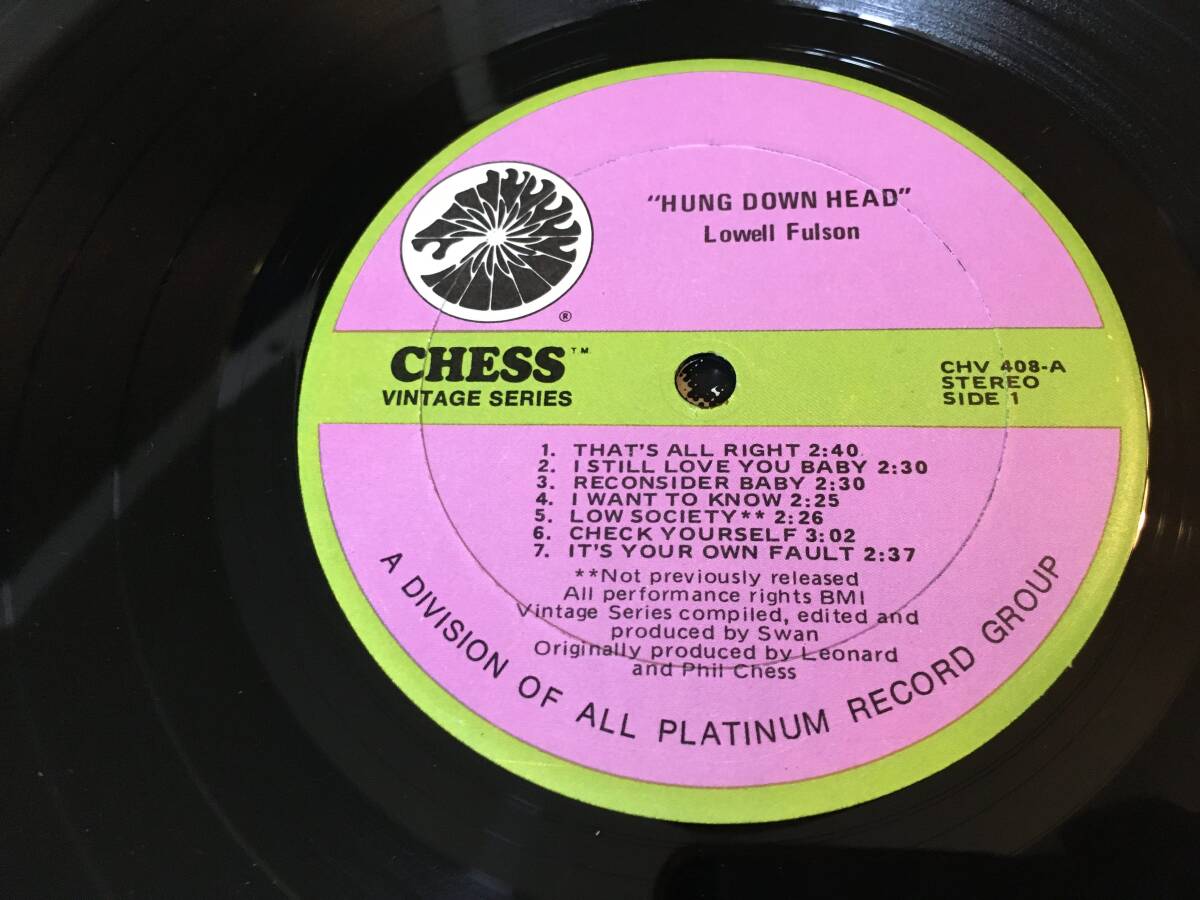 "HUNG DOWN HEAD"
Lowell Fulson
®
CHESS™
VINTAGE SERIES
CHV 408-A
STEREO
SIDE 1
1. THAT'S ALL RIGHT 2:40
2. I STILL LOVE YOU BABY 2:30
3. RECONSIDER BABY 2:30
4. I WANT TO KNOW 2:25
5. LOW SOCIETY** 2:26
6. CHECK YOURSELF 3:02
7. IT'S YOUR OWN FAULT 2:37
**Not previously released
All performance rights BMI
Vintage Series compiled, edited and
produced by Swan
Originally produced by Leonard
and Phil Chess
A DIVISION OF ALL PLATINUM RECORD GROUP